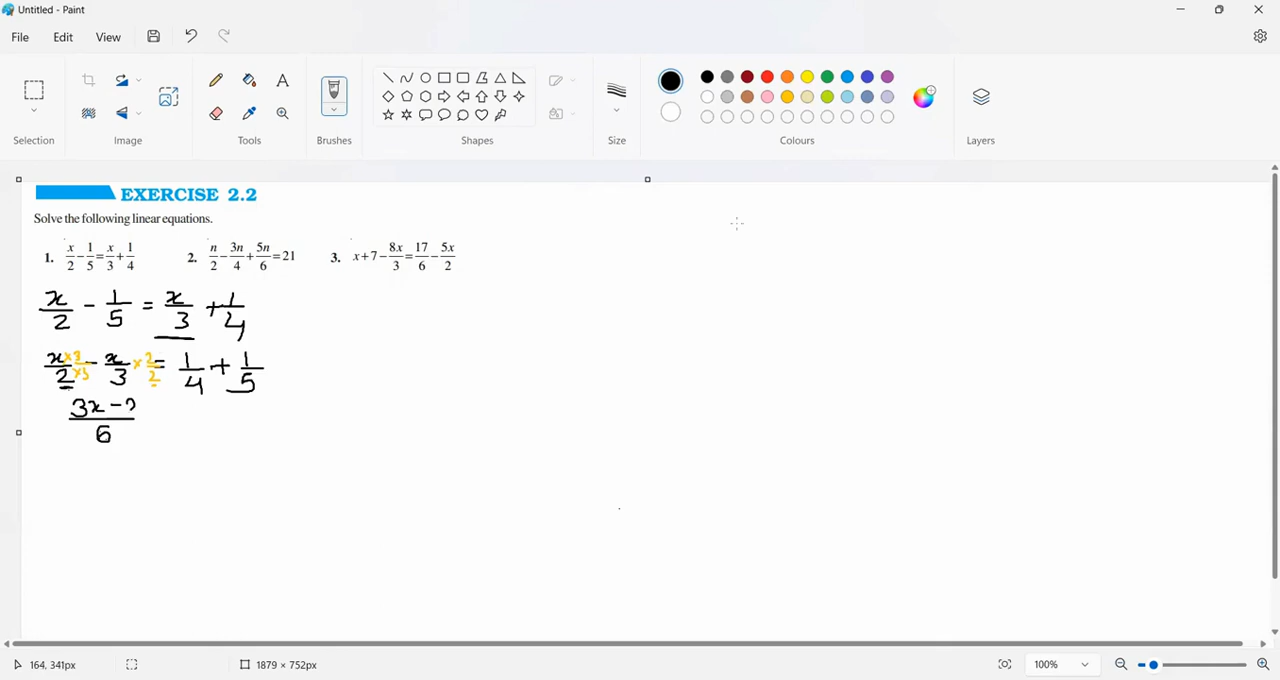 Untitled - Paint
File Edit View
Selection Image Tools Brushes Shapes Size Colours Layers
EXERCISE 2.2
Solve the following linear equations.
1. x/2 - 1/5 = x/3 + 1/4 2. n/2 - 3n/4 + 5n/6 = 21 3. x + 7 - 8x/3 = 17/6 - 5x/2
x/2 - 1/5 = x/3 + 1/4
x/2 ×3/×3 - x/3 ×2/2 = 1/4 + 1/5
3x -
6
164, 341px 1879 × 752px 100%